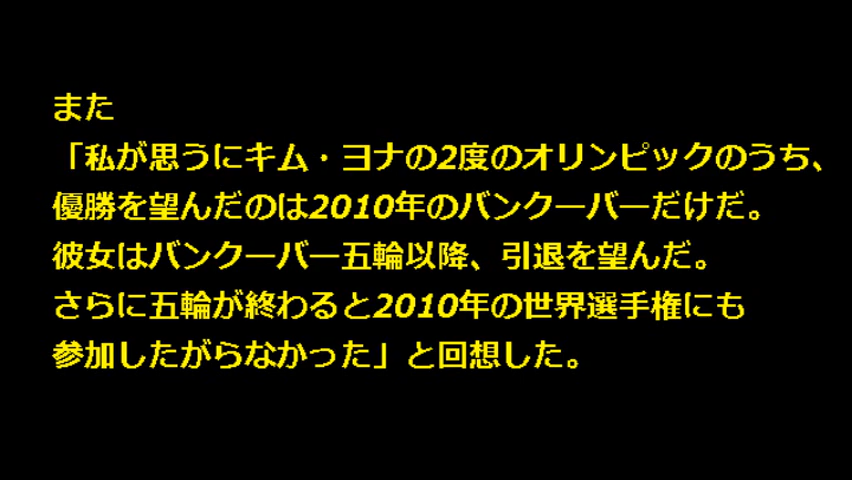 また
「私が思うにキム・ヨナの2度のオリンピックのうち、
優勝を望んだのは2010年のバンクーバーだけだ。
彼女はバンクーバー五輪以降、引退を望んだ。
さらに五輪が終わると2010年の世界選手権にも
参加したがらなかった」と回想した。